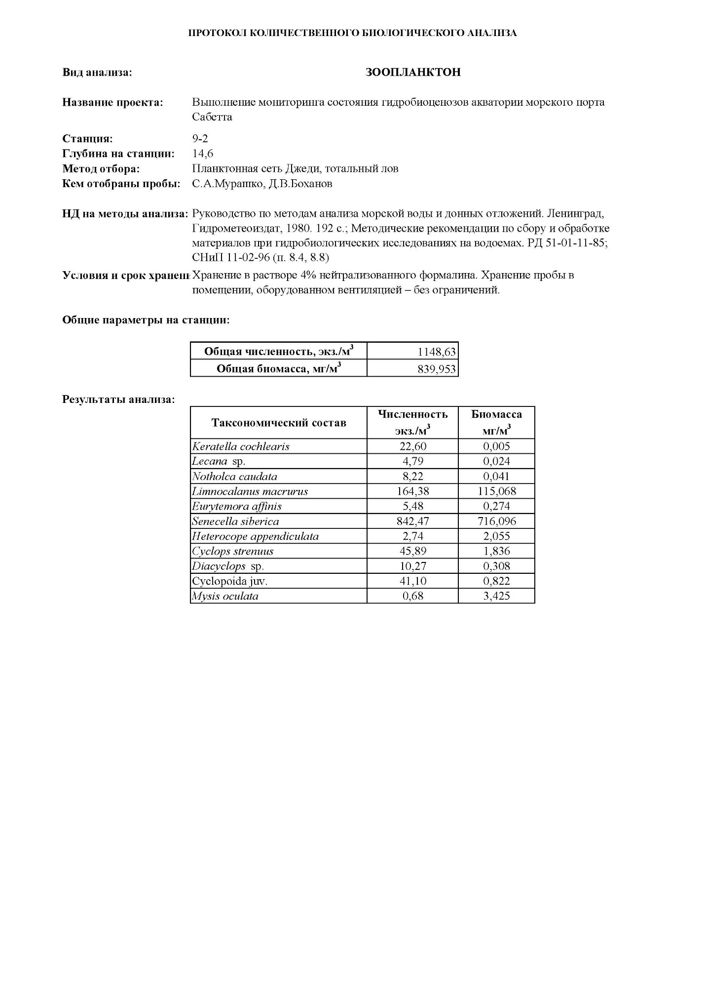 ПРОТОКОЛ КОЛИЧЕСТВЕННОГО БИОЛОГИЧЕСКОГО АНАЛИЗА
Вид анализа: ЗООПЛАНКТОН
Название проекта: Выполнение мониторинга состояния гидробиоценозов акватории морского порта
Сабетта
Станция: 9-2
Глубина на станции: 14,6
Метод отбора: Планктонная сеть Джеди, тотальный лов
Кем отобраны пробы: С.А.Мурашко, Д.В.Боханов
НД на методы анализа: Руководство по методам анализа морской воды и донных отложений. Ленинград,
Гидрометеоиздат, 1980. 192 с.; Методические рекомендации по сбору и обработке
материалов при гидробиологических исследованиях на водоемах. РД 51-01-11-85;
СНиП 11-02-96 (п. 8.4, 8.8)
Условия и срок хранени Хранение в растворе 4% нейтрализованного формалина. Хранение пробы в
помещении, оборудованном вентиляцией – без ограничений.
Общие параметры на станции:
Общая численность, экз./м³ 1148,63
Общая биомасса, мг/м³ 839,953
Результаты анализа:
Таксономический состав Численность экз./м³ Биомасса мг/м³
Keratella cochlearis 22,60 0,005
Lecana sp. 4,79 0,024
Notholca caudata 8,22 0,041
Limnocalanus macrurus 164,38 115,068
Eurytemora affinis 5,48 0,274
Senecella siberica 842,47 716,096
Heterocope appendiculata 2,74 2,055
Cyclops strenuus 45,89 1,836
Diacyclops sp. 10,27 0,308
Cyclopoida juv. 41,10 0,822
Mysis oculata 0,68 3,425